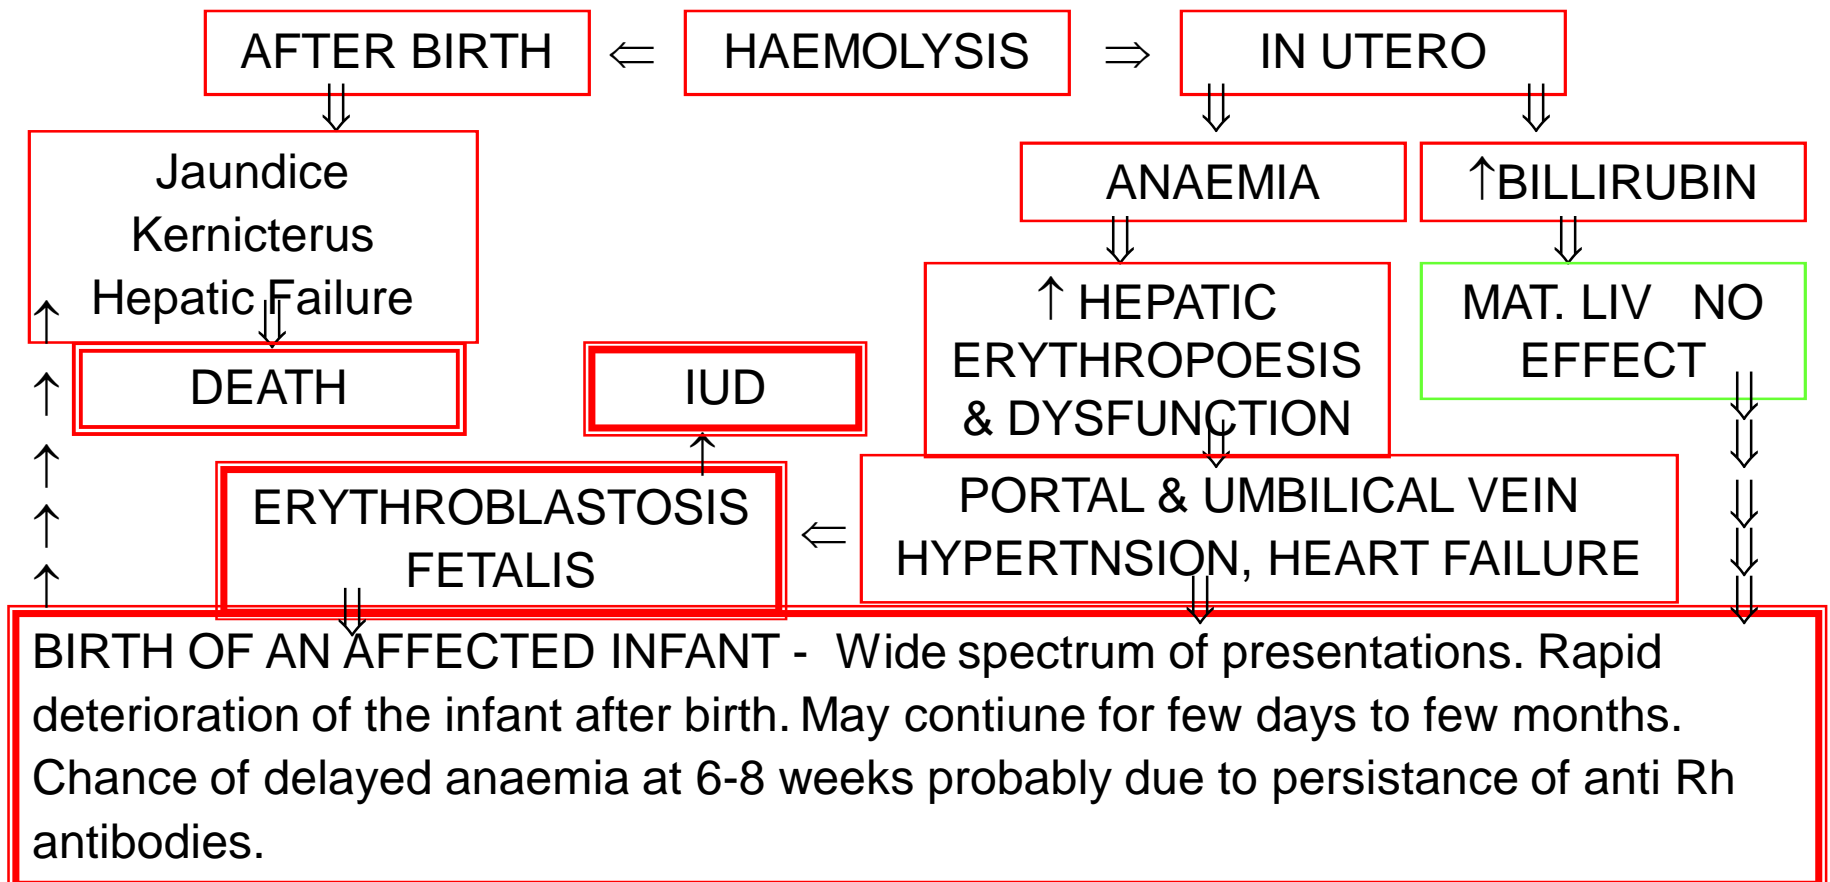 AFTER BIRTH ⇐ HAEMOLYSIS ⇒ IN UTERO
Jaundice
Kernicterus
Hepatic Failure
DEATH
IUD
ANAEMIA
↑BILLIRUBIN
↑ HEPATIC
ERYTHROPOESIS
& DYSFUNCTION
MAT. LIV NO
EFFECT
ERYTHROBLASTOSIS
FETALIS
PORTAL & UMBILICAL VEIN
HYPERTNSION, HEART FAILURE
BIRTH OF AN AFFECTED INFANT - Wide spectrum of presentations. Rapid
deterioration of the infant after birth. May contiune for few days to few months.
Chance of delayed anaemia at 6-8 weeks probably due to persistance of anti Rh
antibodies.